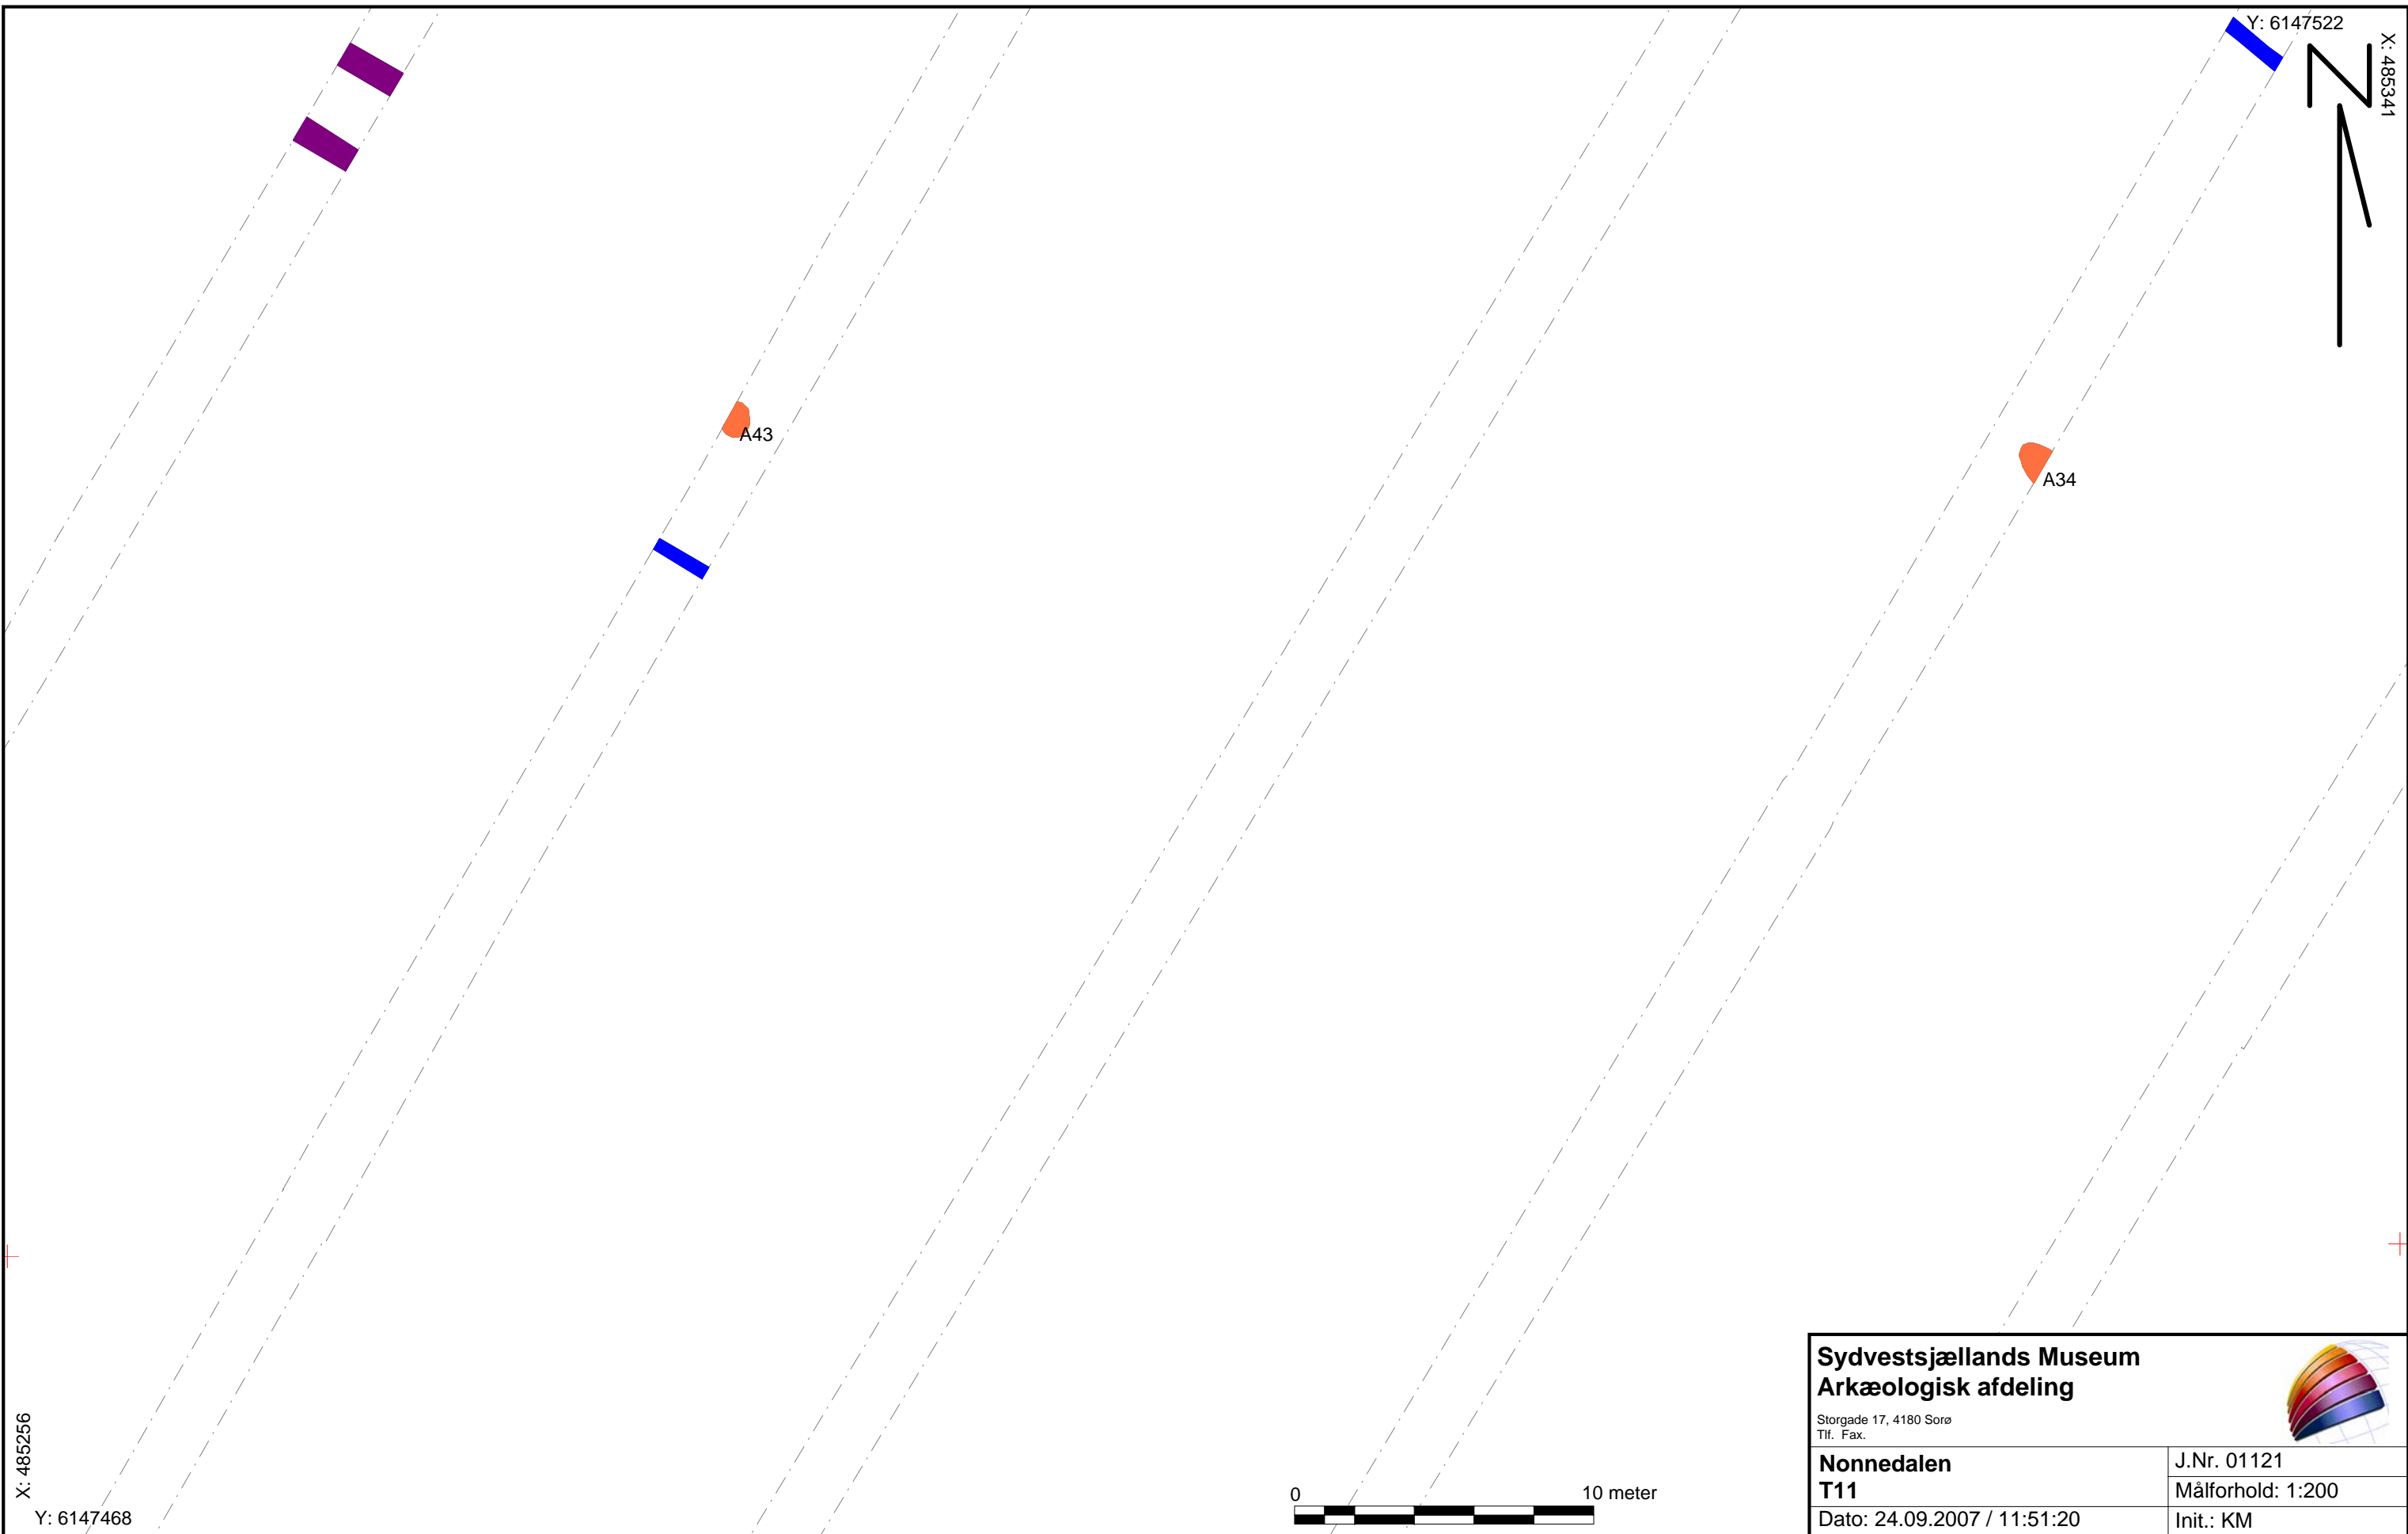 Y: 6147522
X: 485341
A43
A34
X: 485256
Y: 6147468
0 10 meter
Sydvestsjællands Museum
Arkæologisk afdeling
Storgade 17, 4180 Sorø
Tlf. Fax.
Nonnedalen
T11
J.Nr. 01121
Målforhold: 1:200
Dato: 24.09.2007 / 11:51:20
Init.: KM